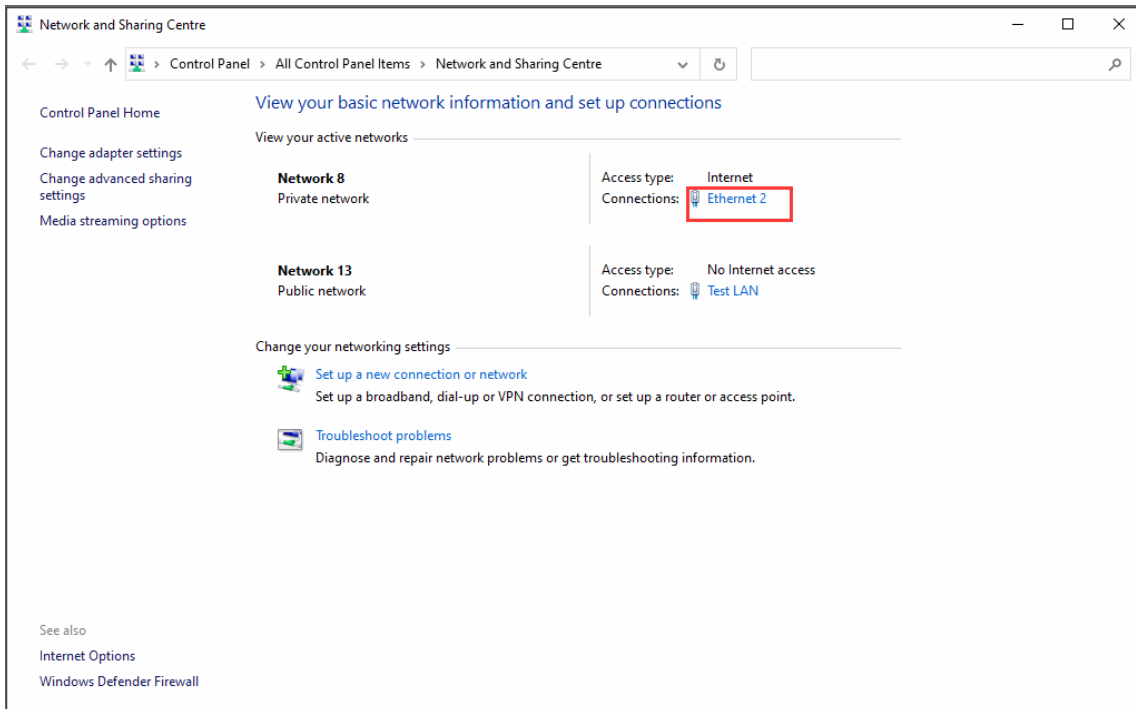 Network and Sharing Centre
Control Panel > All Control Panel Items > Network and Sharing Centre
Control Panel Home
Change adapter settings
Change advanced sharing
settings
Media streaming options
View your basic network information and set up connections
View your active networks
Network 8
Private network
Access type: Internet
Connections: Ethernet 2
Network 13
Public network
Access type: No Internet access
Connections: Test LAN
Change your networking settings
Set up a new connection or network
Set up a broadband, dial-up or VPN connection, or set up a router or access point.
Troubleshoot problems
Diagnose and repair network problems or get troubleshooting information.
See also
Internet Options
Windows Defender Firewall